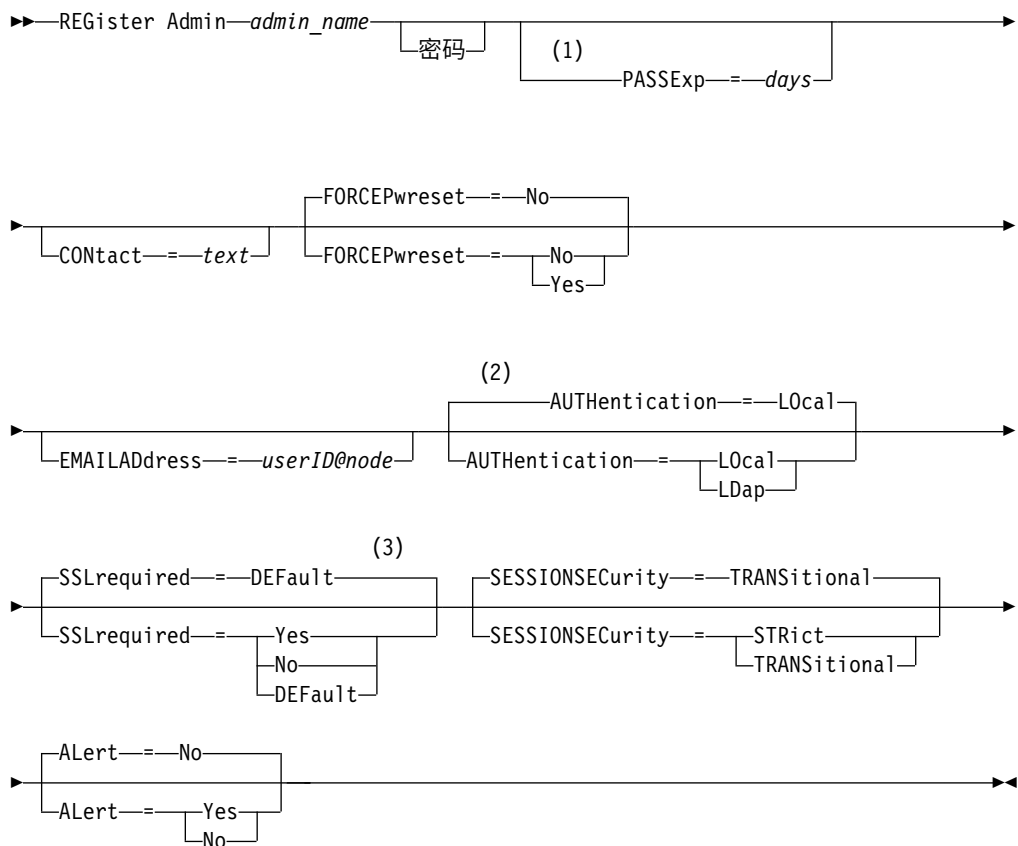 REGister Admin admin_name
密码
(1)
PASSExp = days
FORCEPwreset = No
CONtact = text
FORCEPwreset = No
Yes
(2)
AUTHentication = LOcal
EMAILADdress = userID@node
AUTHentication = LOcal
LDap
(3)
SSLrequired = DEFault
SESSIONSECurity = TRANSitional
SSLrequired = Yes
No
DEFault
SESSIONSECurity = STRict
TRANSitional
ALert = No
ALert = Yes
No